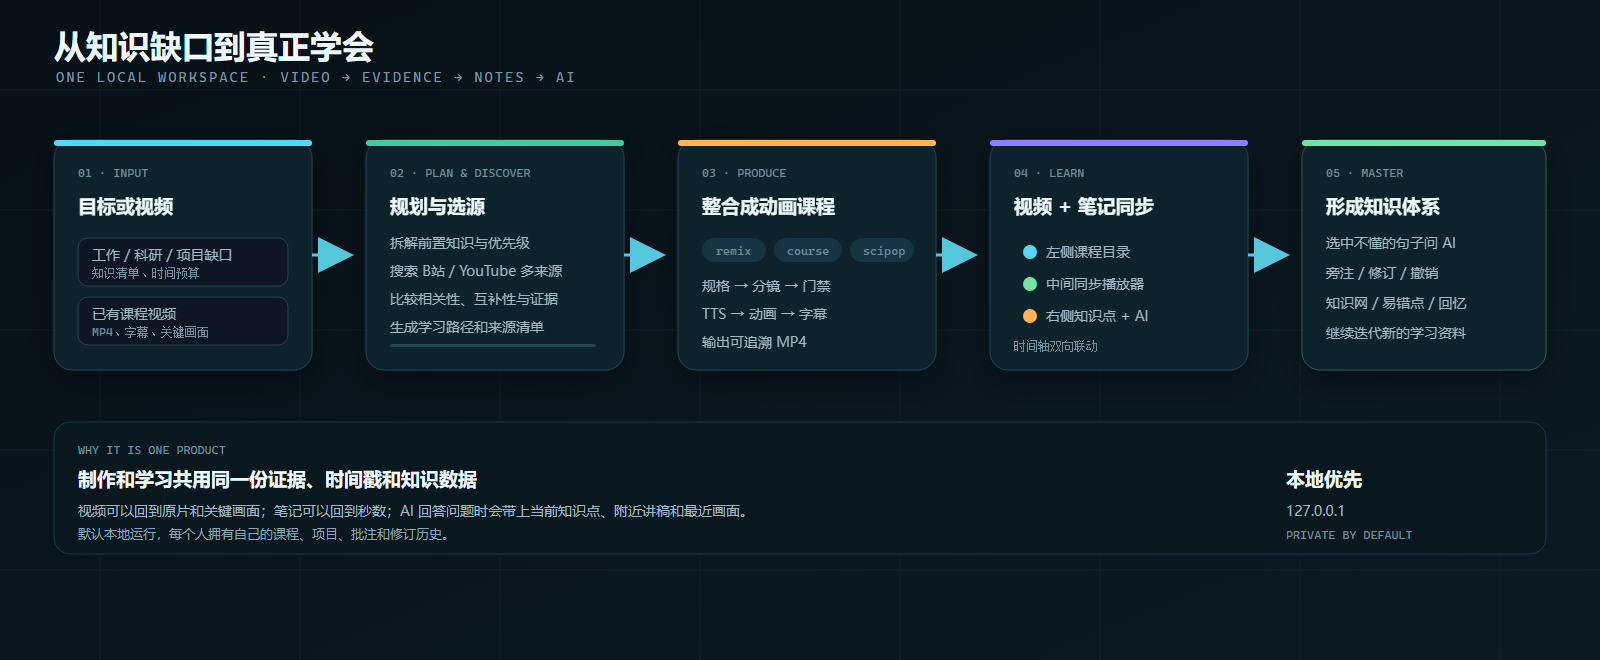 从知识缺口到真正学会
ONE LOCAL WORKSPACE · VIDEO → EVIDENCE → NOTES → AI
01 · INPUT
目标或视频
工作 / 科研 / 项目缺口
知识清单、时间预算
已有课程视频
MP4、字幕、关键画面
02 · PLAN & DISCOVER
规划与选源
拆解前置知识与优先级
搜索 B站 / YouTube 多来源
比较相关性、互补性与证据
生成学习路径和来源清单
03 · PRODUCE
整合成动画课程
remix course scipop
规格 → 分镜 → 门禁
TTS → 动画 → 字幕
输出可追溯 MP4
04 · LEARN
视频 + 笔记同步
左侧课程目录
中间同步播放器
右侧知识点 + AI
时间轴双向联动
05 · MASTER
形成知识体系
选中不懂的句子问 AI
旁注 / 修订 / 撤销
知识网 / 易错点 / 回忆
继续迭代新的学习资料
WHY IT IS ONE PRODUCT
制作和学习共用同一份证据、时间戳和知识数据
视频可以回到原片和关键画面；笔记可以回到秒数；AI 回答问题时会带上当前知识点、附近讲稿和最近画面。
默认本地运行，每个人拥有自己的课程、项目、批注和修订历史。
本地优先
127.0.0.1
PRIVATE BY DEFAULT